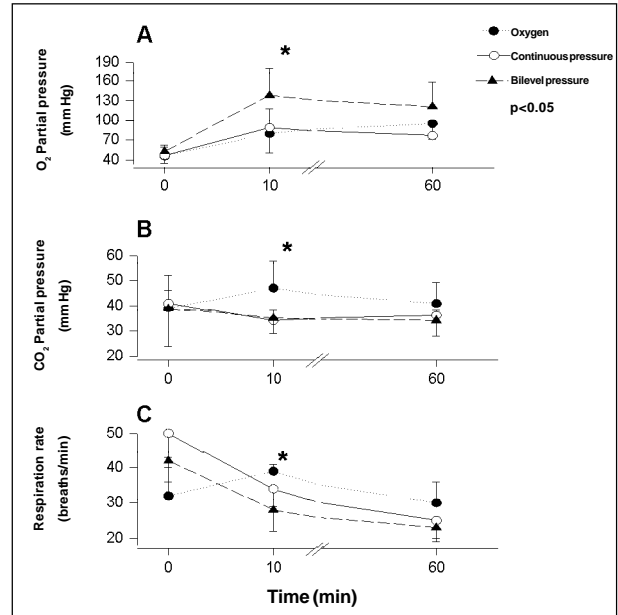 A
*
Oxygen
Continuous pressure
Bilevel pressure
p<0.05
O2 Partial pressure
(mm Hg)
190
160
130
100
70
40
0
10
60
B
*
CO2 Partial pressure
(mm Hg)
60
50
40
30
20
0
10
60
C
*
Respiration rate
(breaths/min)
50
40
30
20
0
10
60
Time (min)